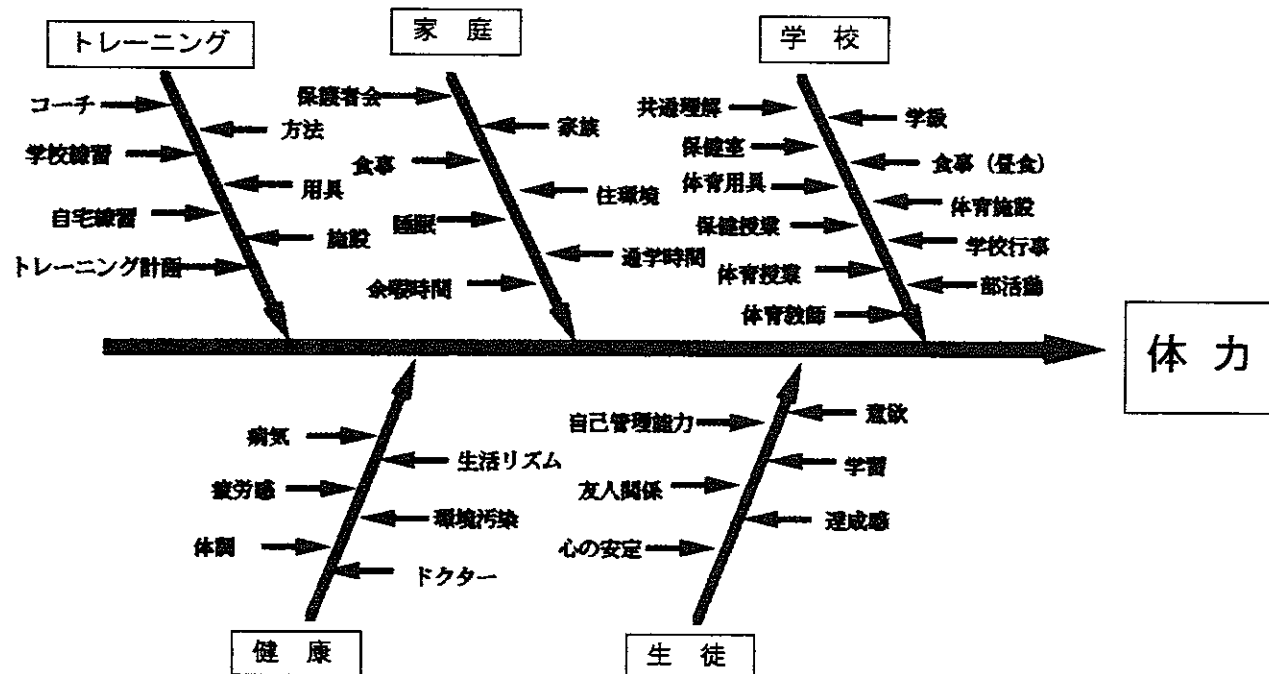 トレーニング
家 庭
学 校
コーチ
方法
学校練習
用具
自宅練習
施設
トレーニング計画
保護者会
家族
食事
住環境
睡眠
通学時間
余暇時間
共通理解
学級
保健室
食事（昼食）
体育用具
体育施設
保健授業
学校行事
体育授業
部活動
体育教師
体 力
病気
生活リズム
疲労感
環境汚染
体調
ドクター
健 康
自己管理能力
意欲
学習
友人関係
達成感
心の安定
生 徒